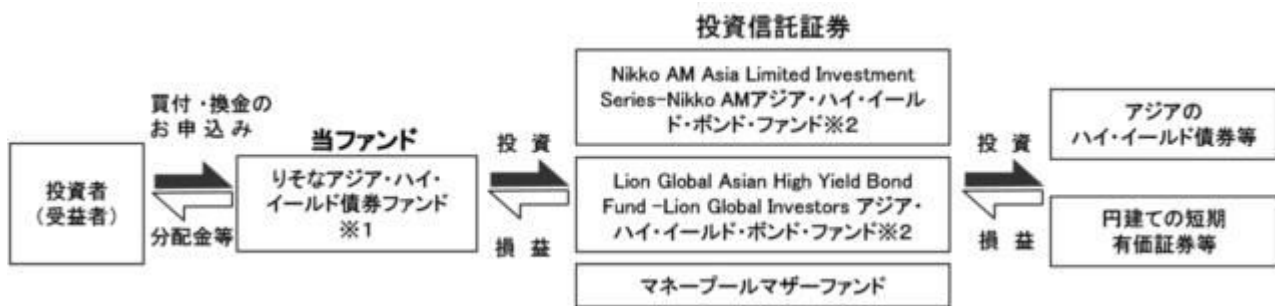 投資信託証券
買付・換金の
お申込み
投資者
(受益者)
分配金等
当ファンド
りそなアジア・ハイ・
イールド債券ファンド
※1
投資
損益
Nikko AM Asia Limited Investment
Series-Nikko AMアジア・ハイ・イール
ド・ボンド・ファンド※2
Lion Global Asian High Yield Bond
Fund -Lion Global Investors アジア・
ハイ・イールド・ボンド・ファンド※2
マネープールマザーファンド
投資
損益
アジアの
ハイ・イールド債券等
円建ての短期
有価証券等